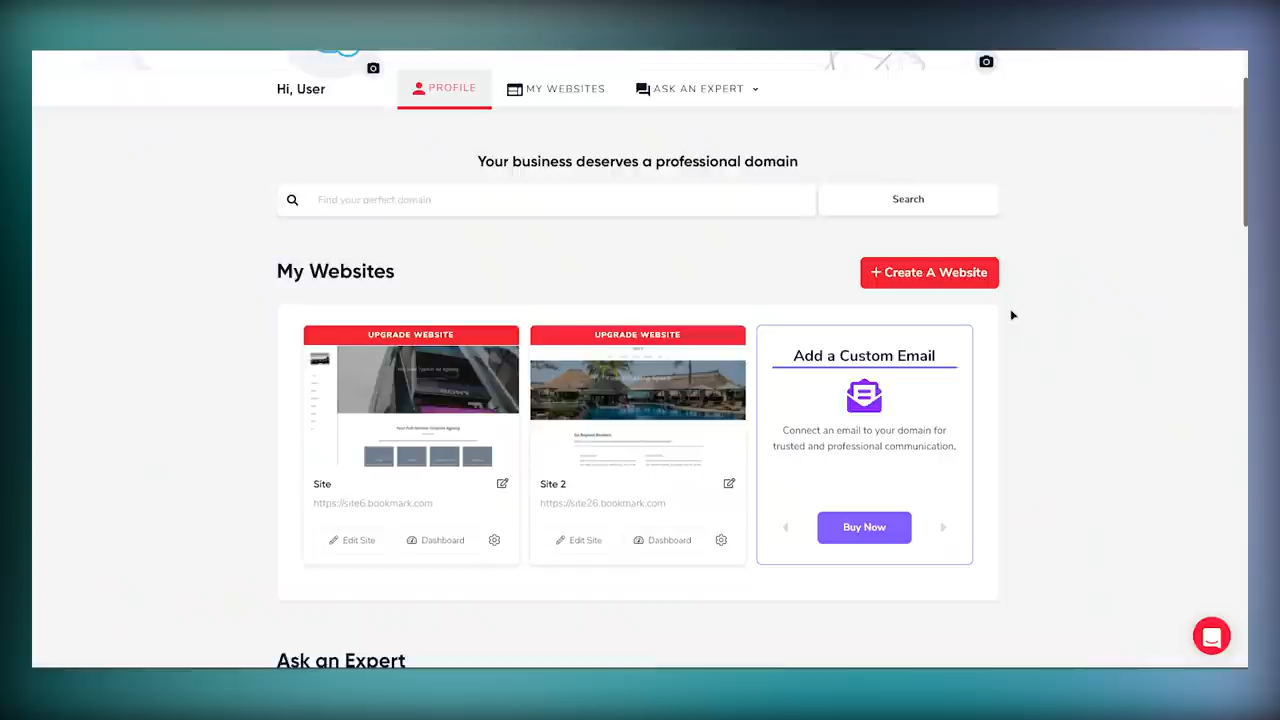 Hi, User
PROFILE
MY WEBSITES
ASK AN EXPERT
Your business deserves a professional domain
Find your perfect domain
Search
My Websites
+ Create A Website
UPGRADE WEBSITE
UPGRADE WEBSITE
Add a Custom Email
Connect an email to your domain for
trusted and professional communication.
Site
https://site6.bookmark.com
Site 2
https://site26.bookmark.com
Edit Site
Dashboard
Edit Site
Dashboard
Buy Now
Ask an Expert